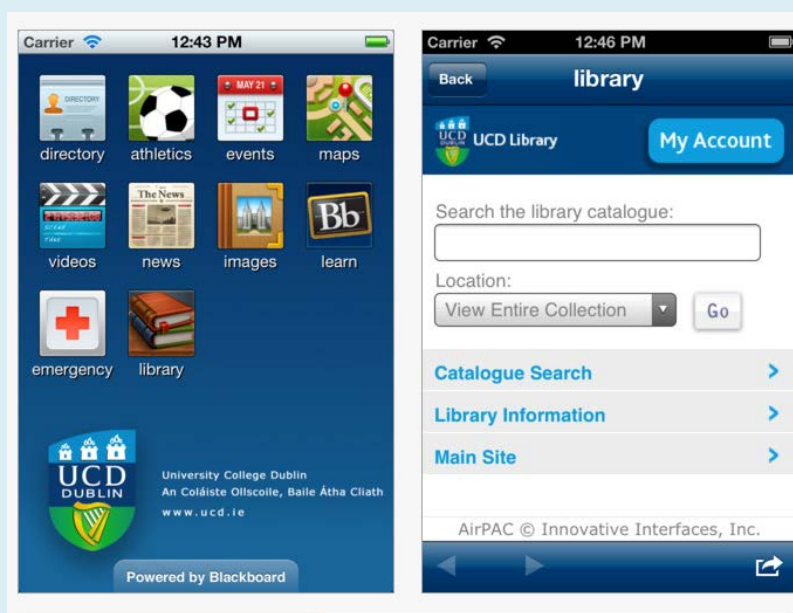 Carrier 12:43 PM
DIRECTORY
MAY 21
directory athletics events maps
The News
Bb
videos news images learn
emergency library
UCD
DUBLIN
University College Dublin
An Coláiste Ollscoile, Baile Átha Cliath
www.ucd.ie
Powered by Blackboard
Carrier 12:46 PM
Back library
UCD
DUBLIN
UCD Library
My Account
Search the library catalogue:
Location:
View Entire Collection Go
Catalogue Search
Library Information
Main Site
AirPAC © Innovative Interfaces, Inc.